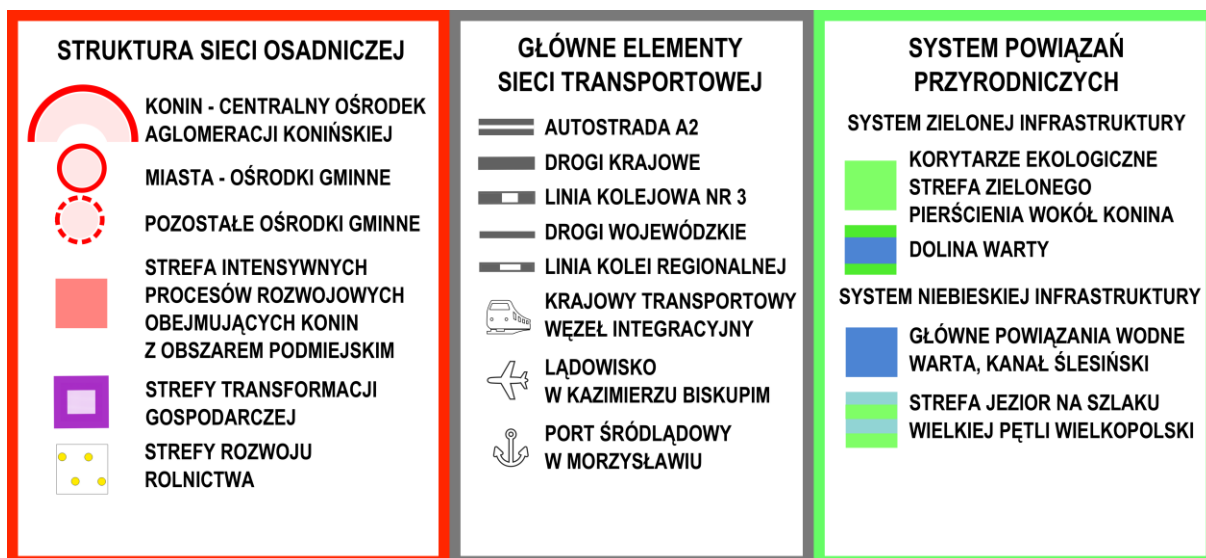 STRUKTURA SIECI OSADNICZEJ
KONIN - CENTRALNY OŚRODEK
AGLOMERACJI KONIŃSKIEJ
MIASTA - OŚRODKI GMINNE
POZOSTAŁE OŚRODKI GMINNE
STREFA INTENSYWNYCH
PROCESÓW ROZWOJOWYCH
OBEJMUJĄCYCH KONIN
Z OBSZAREM PODMIEJSKIM
STREFY TRANSFORMACJI
GOSPODARCZEJ
STREFY ROZWOJU
ROLNICTWA
GŁÓWNE ELEMENTY
SIECI TRANSPORTOWEJ
AUTOSTRADA A2
DROGI KRAJOWE
LINIA KOLEJOWA NR 3
DROGI WOJEWÓDZKIE
LINIA KOLEI REGIONALNEJ
KRAJOWY TRANSPORTOWY
WĘZEŁ INTEGRACYJNY
LĄDOWISKO
W KAZIMIERZU BISKUPIM
PORT ŚRÓDLĄDOWY
W MORZYSŁAWIU
SYSTEM POWIĄZAŃ
PRZYRODNICZYCH
SYSTEM ZIELONEJ INFRASTRUKTURY
KORYTARZE EKOLOGICZNE
STREFA ZIELONEGO
PIERŚCIENIA WOKÓŁ KONINA
DOLINA WARTY
SYSTEM NIEBIESKIEJ INFRASTRUKTURY
GŁÓWNE POWIĄZANIA WODNE
WARTA, KANAŁ ŚLESIŃSKI
STREFA JEZIOR NA SZLAKU
WIELKIEJ PĘTLI WIELKOPOLSKI